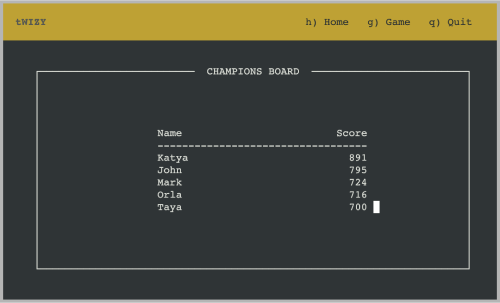 tWIZY h) Home g) Game q) Quit
CHAMPIONS BOARD
Name Score
----------------------------------
Katya 891
John 795
Mark 724
Orla 716
Taya 700